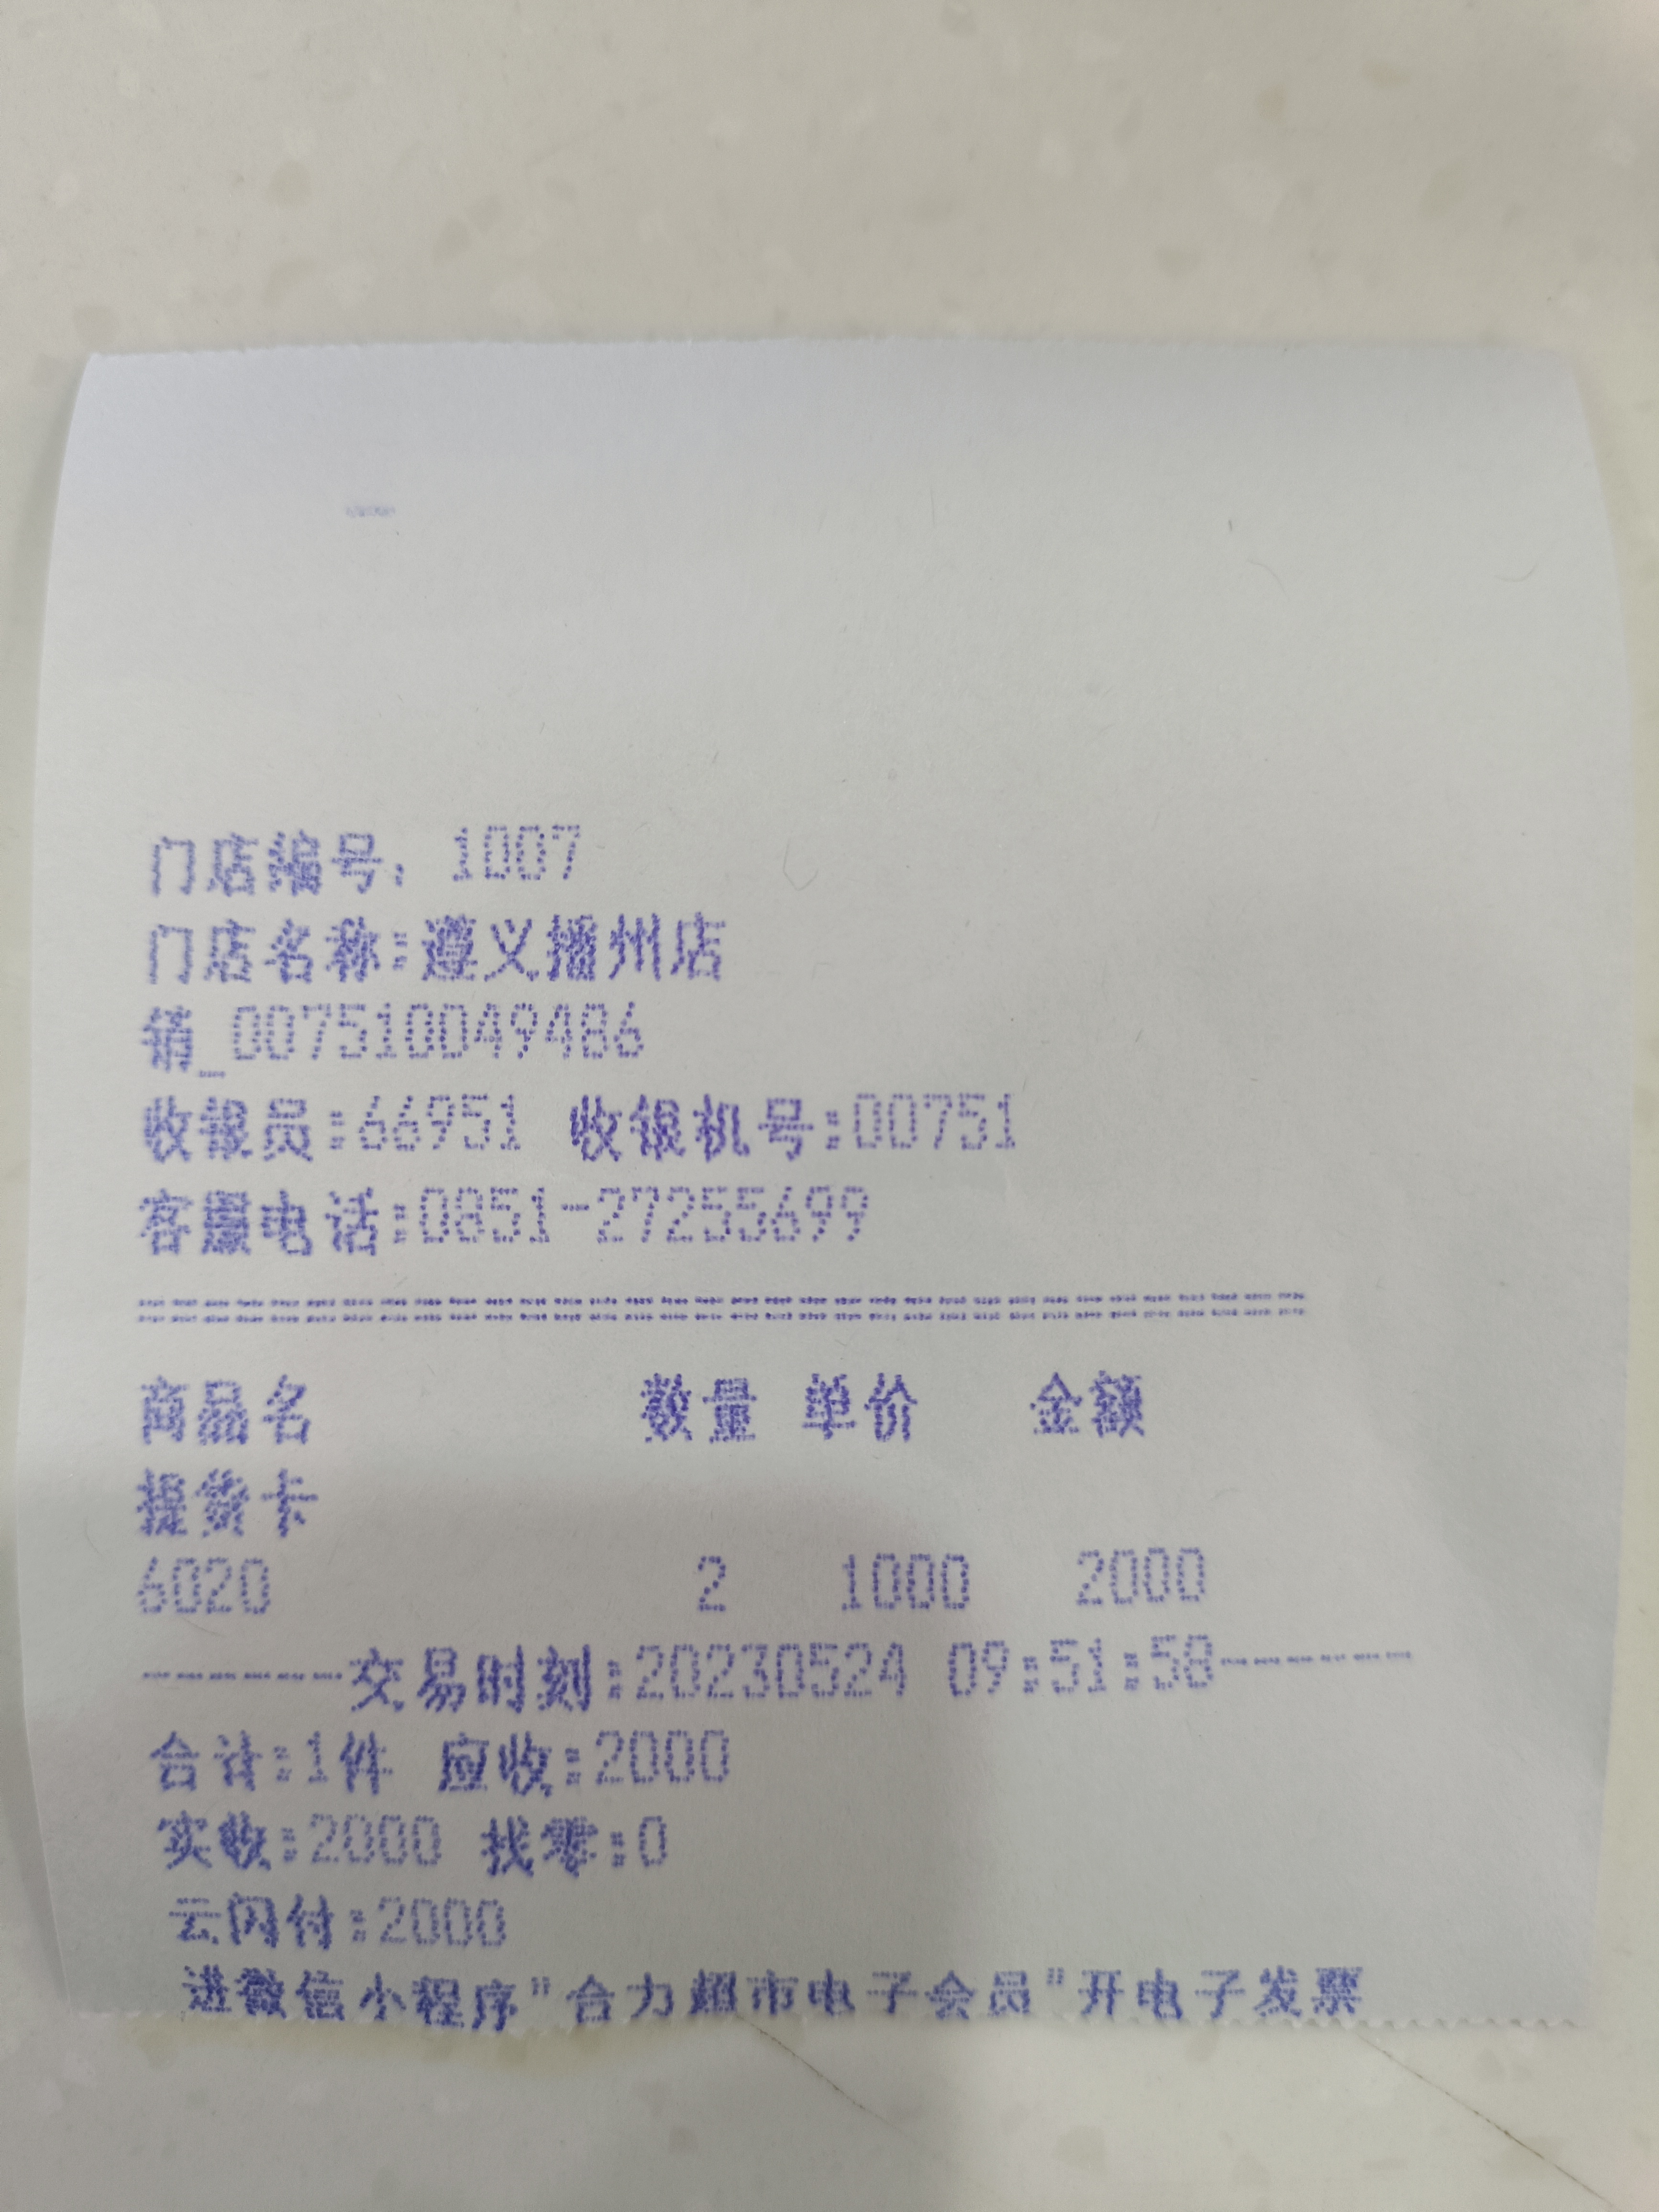 门店编号: 1007
门店名称:遵义播州店
销_0075100049486
收银员:66951 收银机号:00751
客服电话:0851-27255699
商品名 数量 单价 金额
提货卡
6020 2 1000 2000
------交易时刻:20230524 09:51:58------
合计:1件 应收:2000
实收:2000 找零:0
云闪付:2000
进微信小程序"合力超市电子会员"开电子发票